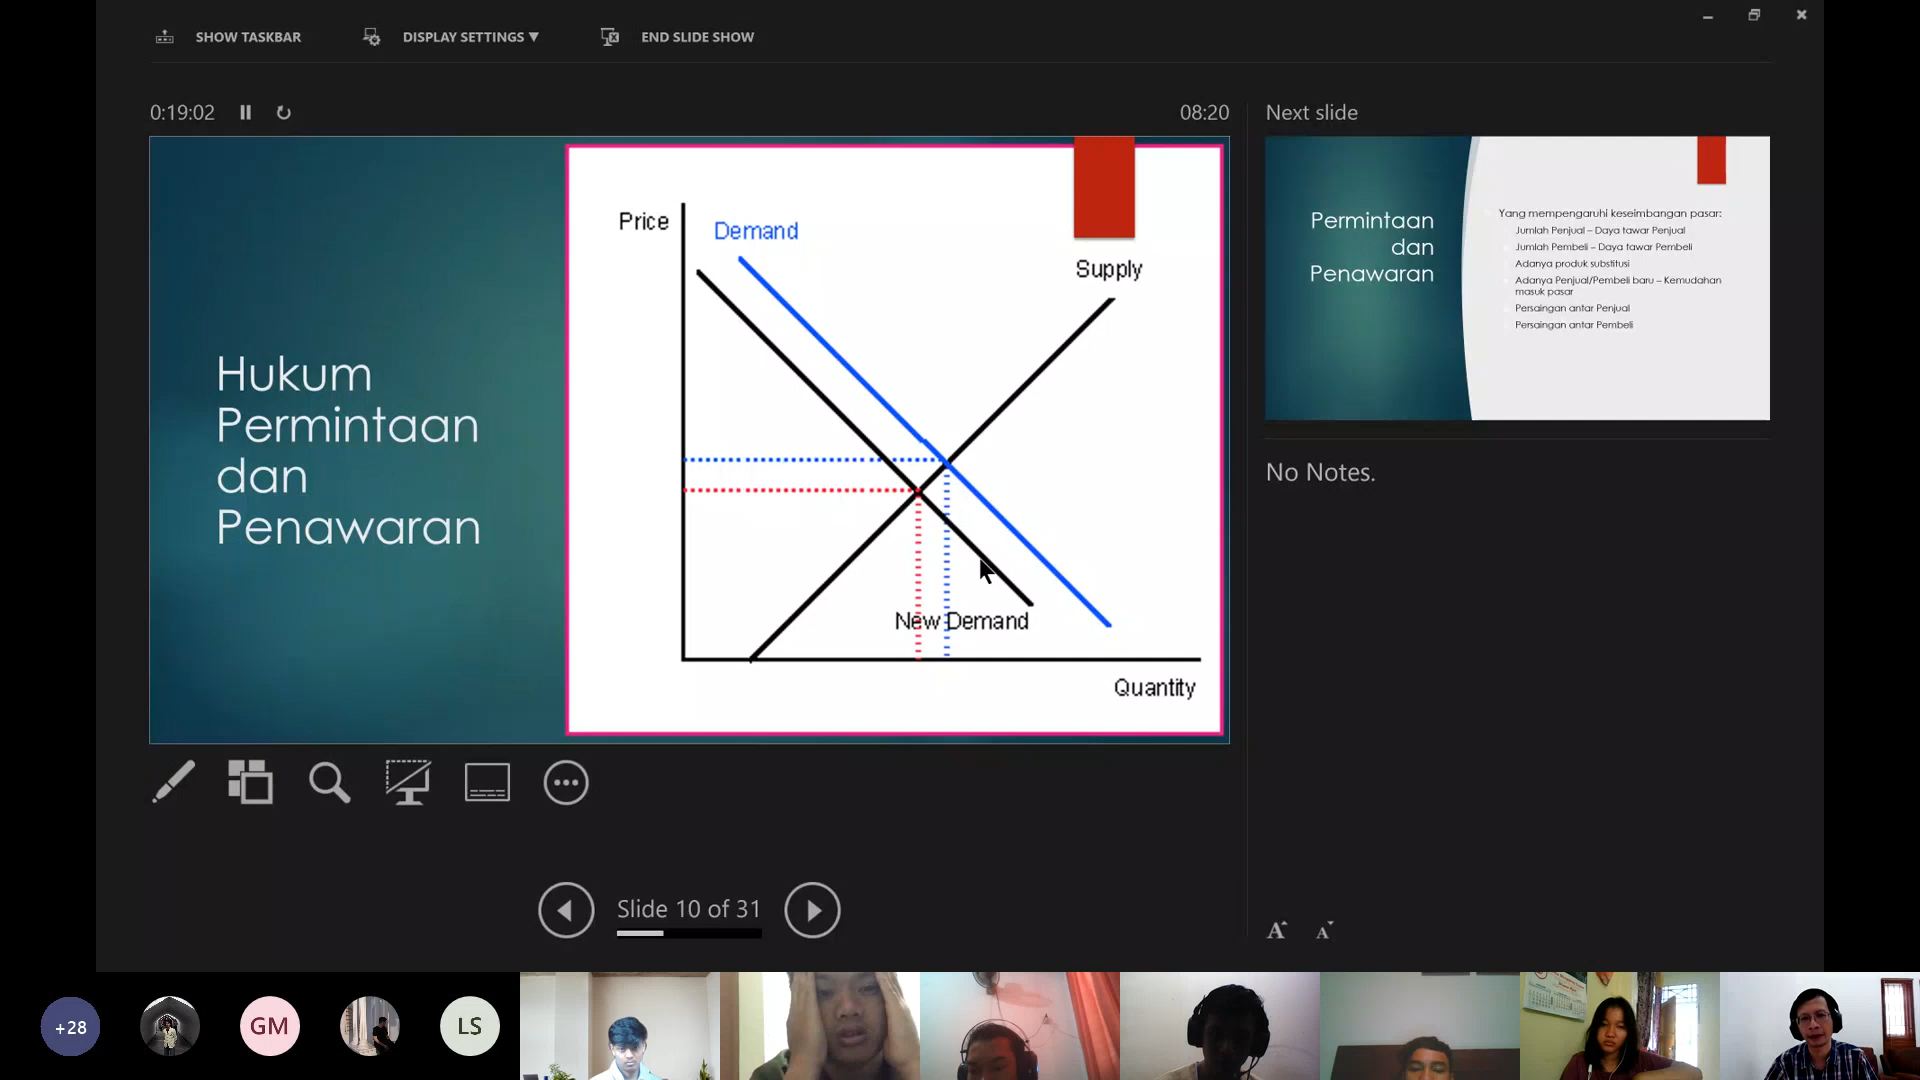 SHOW TASKBAR
DISPLAY SETTINGS ▼
END SLIDE SHOW
0:19:02
08:20
Hukum
Permintaan
dan
Penawaran
Price
Demand
Supply
New Demand
Quantity
Next slide
Permintaan
dan
Penawaran
Yang mempengaruhi keseimbangan pasar:
Jumlah Penjual – Daya tawar Penjual
Jumlah Pembeli – Daya tawar Pembeli
Adanya produk substitusi
Adanya Penjual/Pembeli baru – Kemudahan
masuk pasar
Persaingan antar Penjual
Persaingan antar Pembeli
No Notes.
Slide 10 of 31
A A
+28
GM
LS